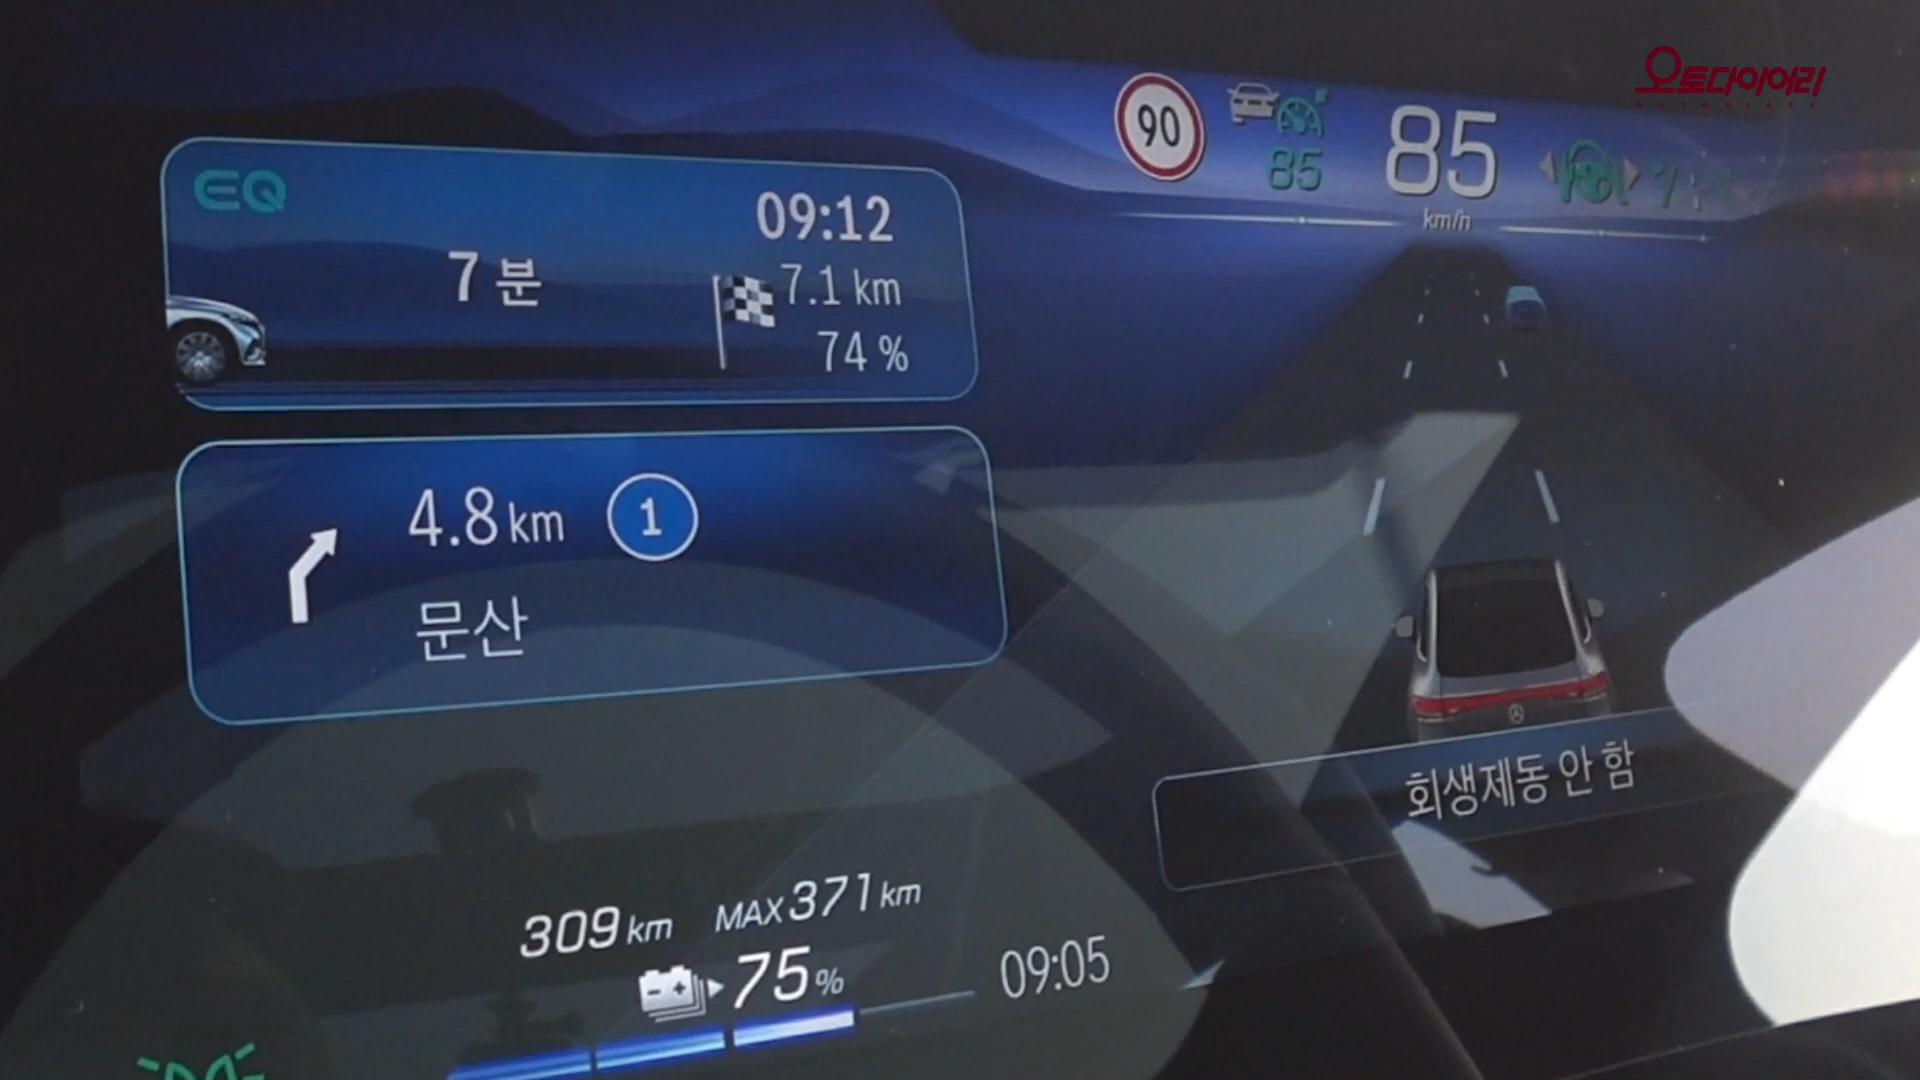 오토다이어리
AUTODIARY
90
85
85
km/h
EQ
09:12
7 분
7.1 km
74 %
4.8 km
1
문산
회생제동 안 함
309 km MAX 371 km
75 %
09:05